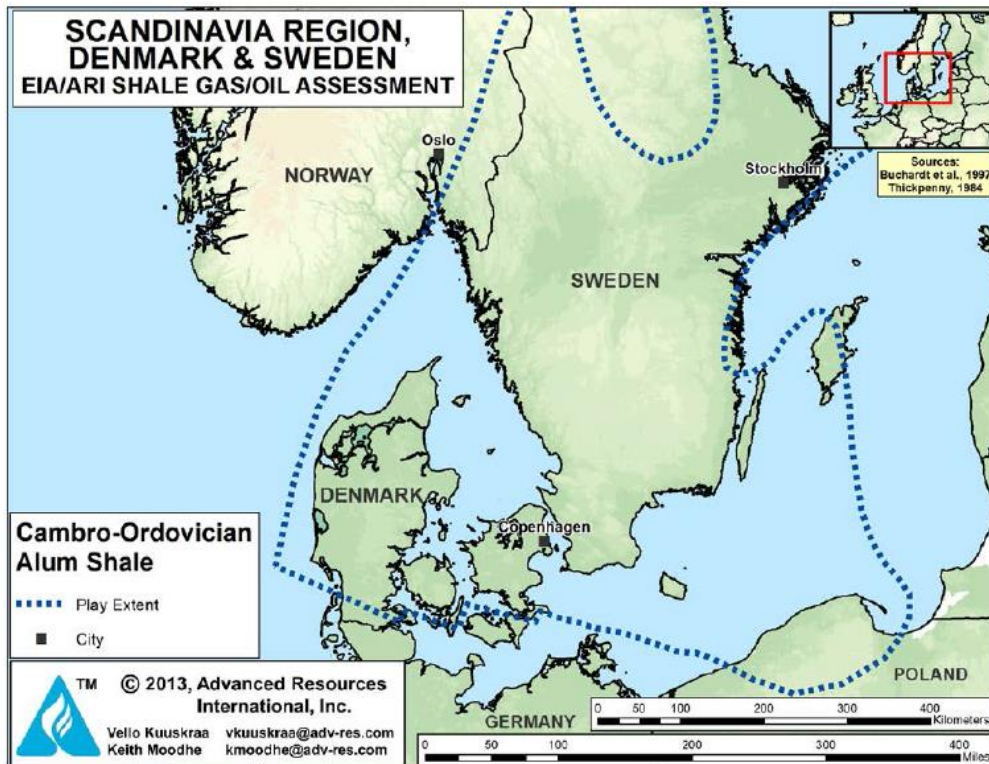 SCANDINAVIA REGION,
DENMARK & SWEDEN
EIA/ARI SHALE GAS/OIL ASSESSMENT
Sources:
Buchardt et al., 1997
Thickpenny, 1984
Oslo
NORWAY
Stockholm
SWEDEN
DENMARK
Copenhagen
Cambro-Ordovician
Alum Shale
Play Extent
City
POLAND
GERMANY
TM
© 2013, Advanced Resources
International, Inc.
Vello Kuuskraa vkuuskraa@adv-res.com
Keith Moodhe kmoodhe@adv-res.com
0 50 100 200 300 400
Kilometers
0 50 100 200 300 400
Miles